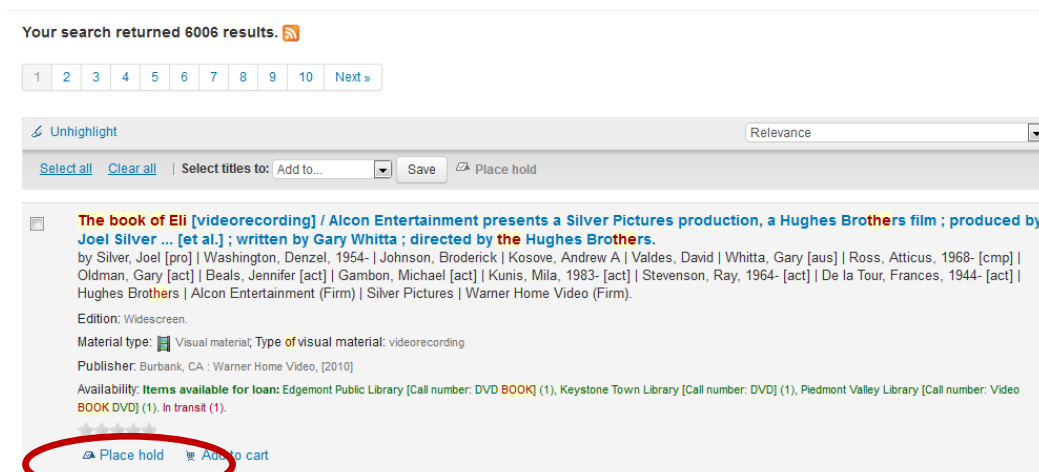 Your search returned 6006 results.
1 2 3 4 5 6 7 8 9 10 Next »
Unhighlight Relevance
Select all Clear all | Select titles to: Add to... Save Place hold
The book of Eli [videorecording] / Alcon Entertainment presents a Silver Pictures production, a Hughes Brothers film ; produced by
Joel Silver ... [et al.] ; written by Gary Whitta ; directed by the Hughes Brothers.
by Silver, Joel [pro] | Washington, Denzel, 1954- | Johnson, Broderick | Kosove, Andrew A | Valdes, David | Whitta, Gary [aus] | Ross, Atticus, 1968- [cmp] |
Oldman, Gary [act] | Beals, Jennifer [act] | Gambon, Michael [act] | Kunis, Mila, 1983- [act] | Stevenson, Ray, 1964- [act] | De la Tour, Frances, 1944- [act] |
Hughes Brothers | Alcon Entertainment (Firm) | Silver Pictures | Warner Home Video (Firm).
Edition: Widescreen.
Material type: Visual material; Type of visual material: videorecording
Publisher: Burbank, CA : Warner Home Video, [2010]
Availability: Items available for loan: Edgemont Public Library [Call number: DVD BOOK] (1), Keystone Town Library [Call number: DVD] (1), Piedmont Valley Library [Call number: Video
BOOK DVD] (1). In transit (1).
Place hold Add to cart